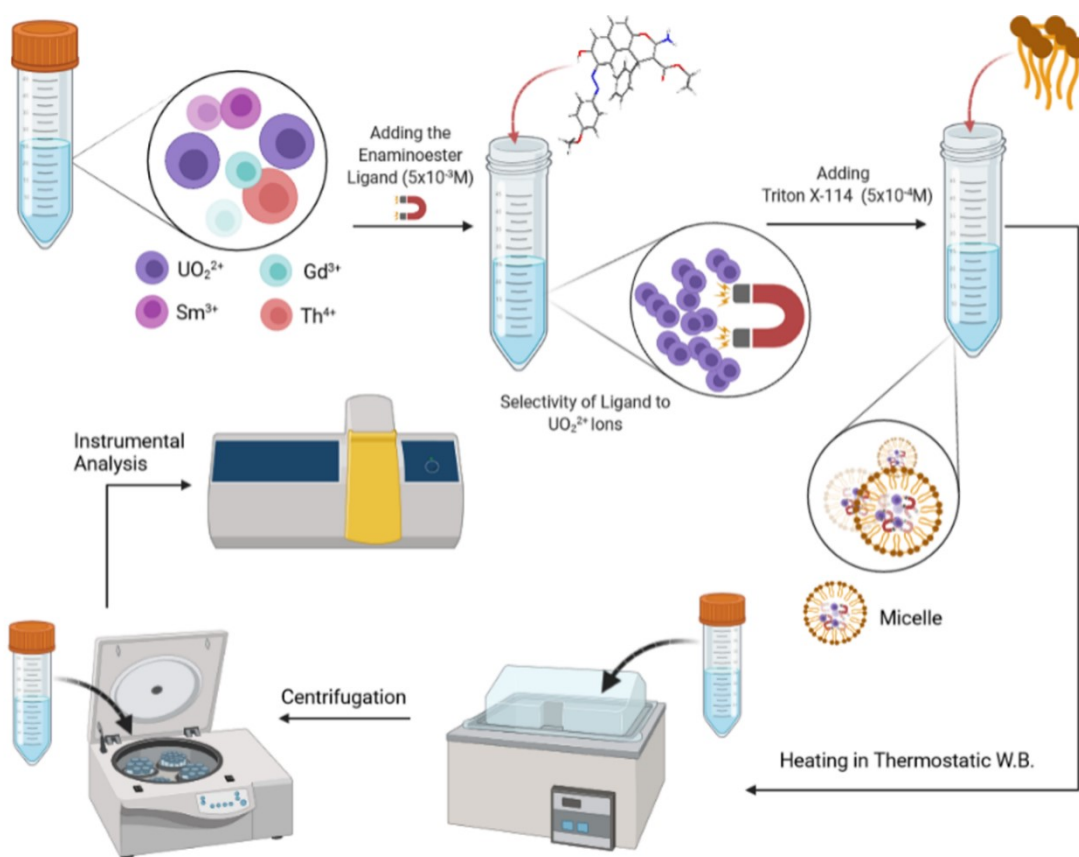 Adding the
Enaminoester
Ligand (5x10⁻³M)
Adding
Triton X-114 (5x10⁻⁴M)
UO₂²⁺
Gd³⁺
Sm³⁺
Th⁴⁺
Selectivity of Ligand to
UO₂²⁺ Ions
Instrumental
Analysis
Micelle
Centrifugation
Heating in Thermostatic W.B.